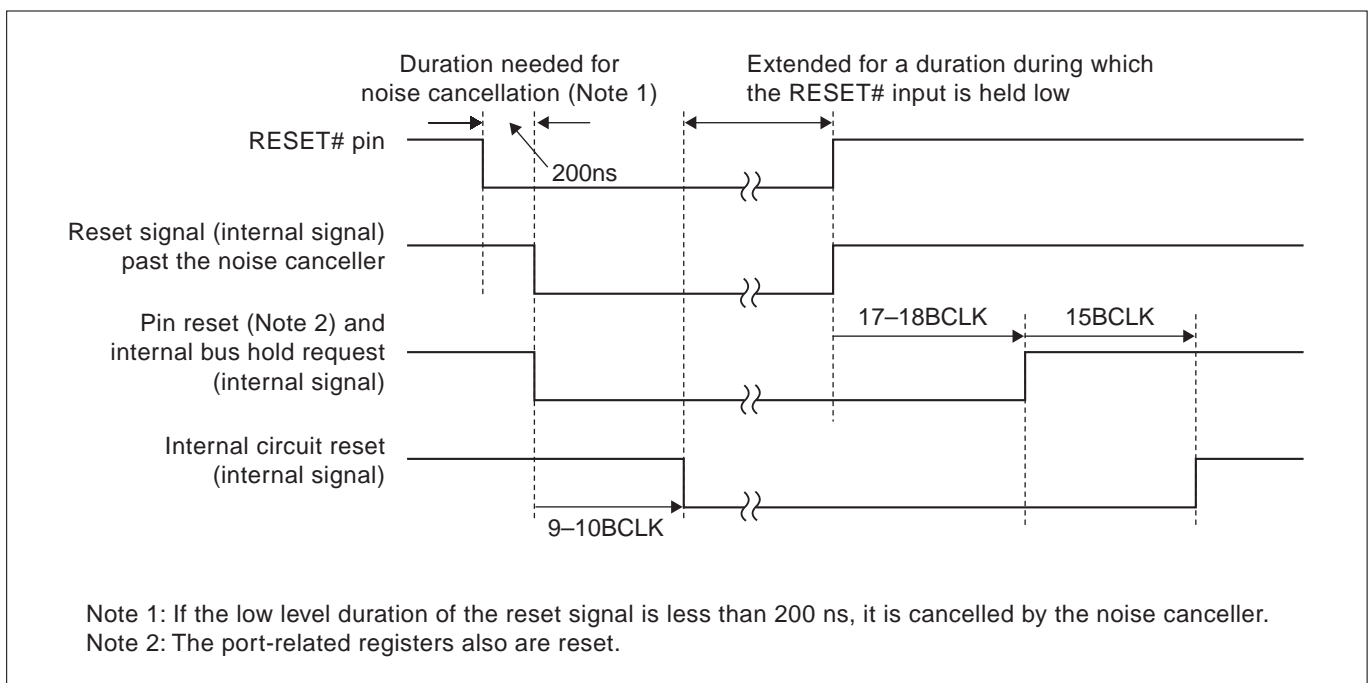 Duration needed for
noise cancellation (Note 1)
Extended for a duration during which
the RESET# input is held low
RESET# pin
200ns
Reset signal (internal signal)
past the noise canceller
Pin reset (Note 2) and
internal bus hold request
(internal signal)
17–18BCLK
15BCLK
Internal circuit reset
(internal signal)
9–10BCLK
Note 1: If the low level duration of the reset signal is less than 200 ns, it is cancelled by the noise canceller.
Note 2: The port-related registers also are reset.